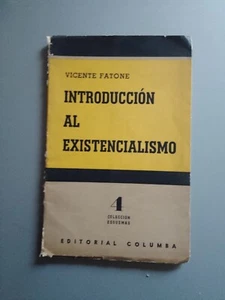 VICENTE FATONE
INTRODUCCIÓN
AL
EXISTENCIALISMO
4
COLECCIÓN
ESQUEMAS
EDITORIAL COLUMBA